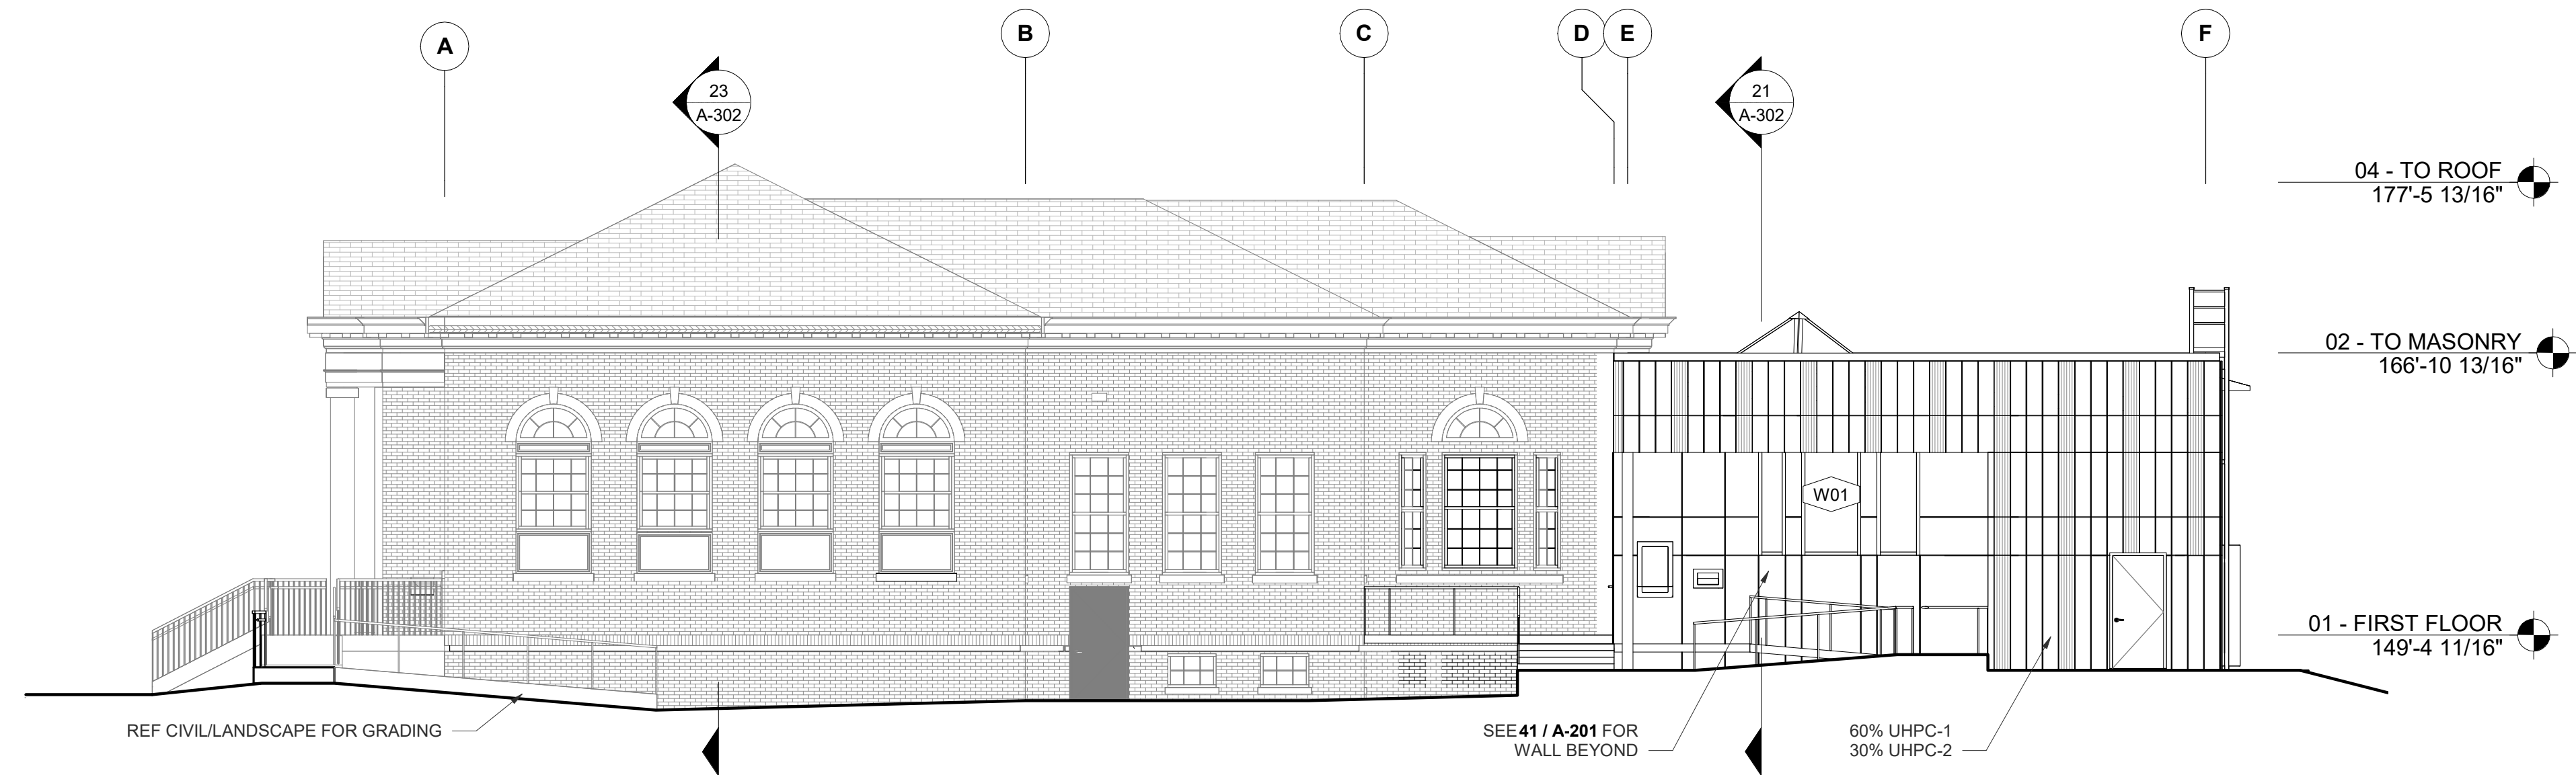 A
B
C
D
E
F
23
A-302
21
A-302
04 - TO ROOF
177'-5 13/16"
02 - TO MASONRY
166'-10 13/16"
W01
01 - FIRST FLOOR
149'-4 11/16"
REF CIVIL/LANDSCAPE FOR GRADING
SEE 41 / A-201 FOR
WALL BEYOND
60% UHPC-1
30% UHPC-2